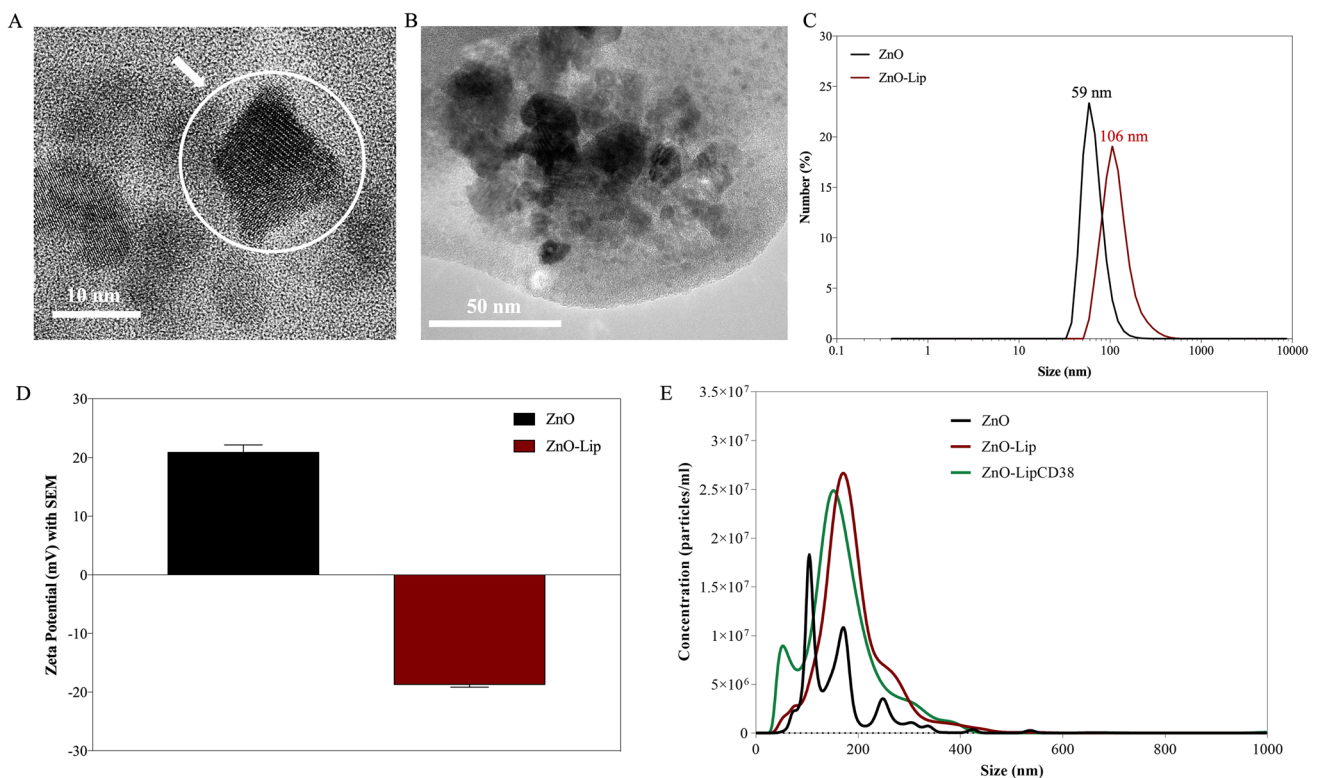 A
10 nm
B
50 nm
C
ZnO
ZnO-Lip
59 nm
106 nm
Number (%)
30
25
20
15
10
5
0
0.1
1
10
100
1000
10000
Size (nm)
D
ZnO
ZnO-Lip
Zeta Potential (mV) with SEM
30
20
10
0
-10
-20
-30
E
ZnO
ZnO-Lip
ZnO-LipCD38
Concentration (particles/ml)
3.5×10⁷
3×10⁷
2.5×10⁷
2×10⁷
1.5×10⁷
1×10⁷
5×10⁶
0
0
200
400
600
800
1000
Size (nm)